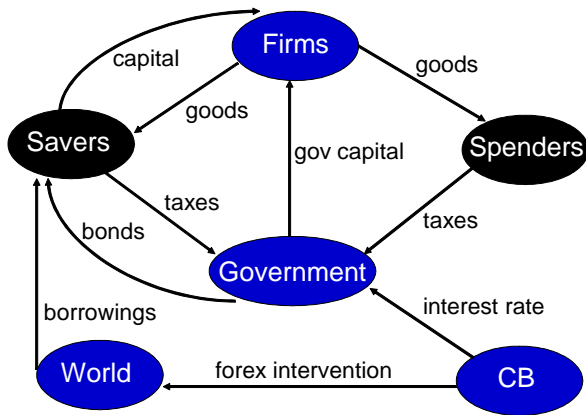 Firms
capital
goods
goods
Savers
gov capital
Spenders
taxes
taxes
bonds
Government
borrowings
interest rate
World
forex intervention
CB